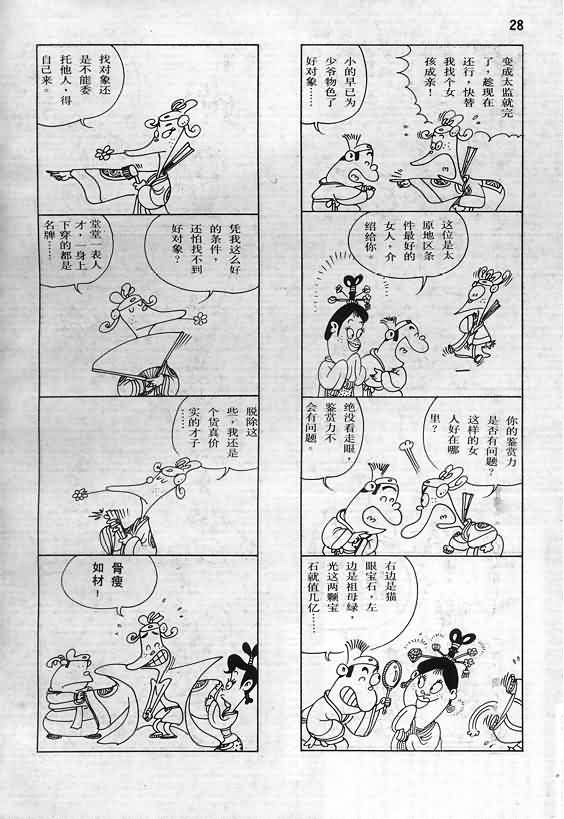 28
变成太监就完
了，趁现在
还行，快替
我找个女
孩成亲！
小的早已为
少爷物色了
好对象……
这位是太
原地区条
件最好的
女人，介
绍给你。
你的鉴赏力
是否有问题？
这样的女
人好在哪
里？
绝没看走眼，
鉴赏力不
会有问题。
右边是猫
眼宝石，左
边是祖母绿，
光这两颗宝
石就值几亿……
找对象还
是不能委
托他人，得
自己来。
凭我这么好
的条件，
还怕找不到
好对象？
堂堂一表人
才，一身上
下穿的都是
名牌……
脱除这
些，我还是
个货真价
实的才子
……
骨瘦
如材！